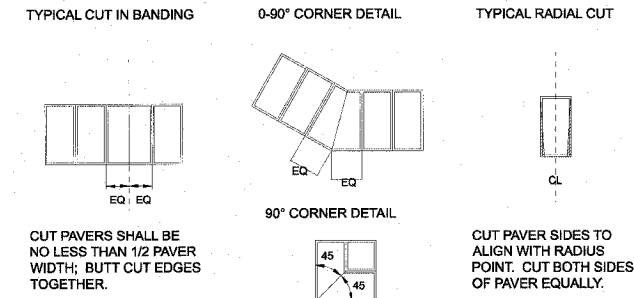 TYPICAL CUT IN BANDING
0-90° CORNER DETAIL
TYPICAL RADIAL CUT
EQ EQ
EQ
EQ
CL
CUT PAVERS SHALL BE
NO LESS THAN 1/2 PAVER
WIDTH; BUTT CUT EDGES
TOGETHER.
90° CORNER DETAIL
45
45
CUT PAVER SIDES TO
ALIGN WITH RADIUS
POINT. CUT BOTH SIDES
OF PAVER EQUALLY.